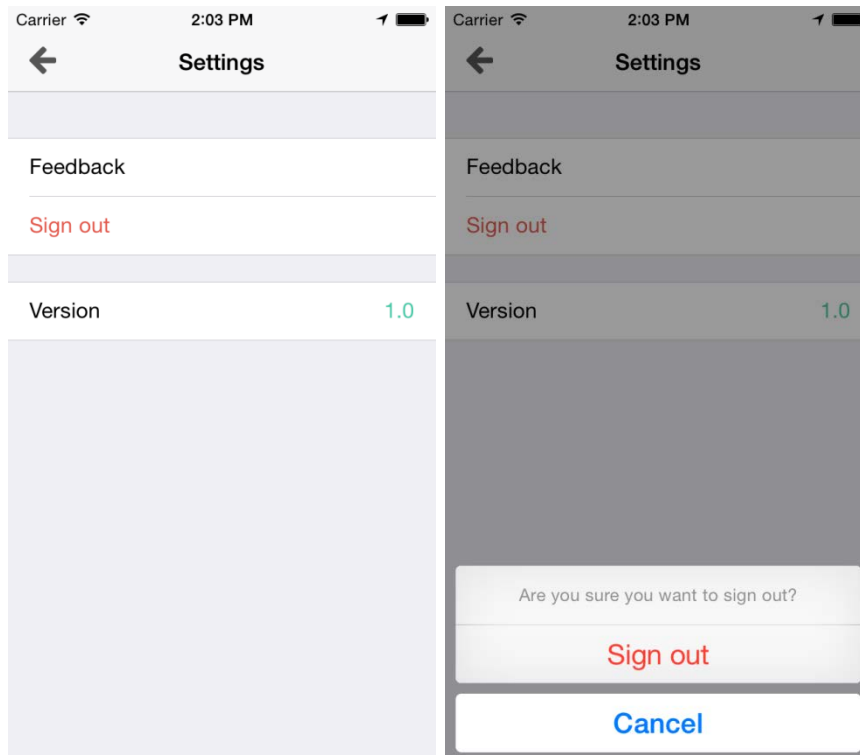 Carrier 2:03 PM
Settings
Feedback
Sign out
Version 1.0
Carrier 2:03 PM
Settings
Feedback
Sign out
Version 1.0
Are you sure you want to sign out?
Sign out
Cancel